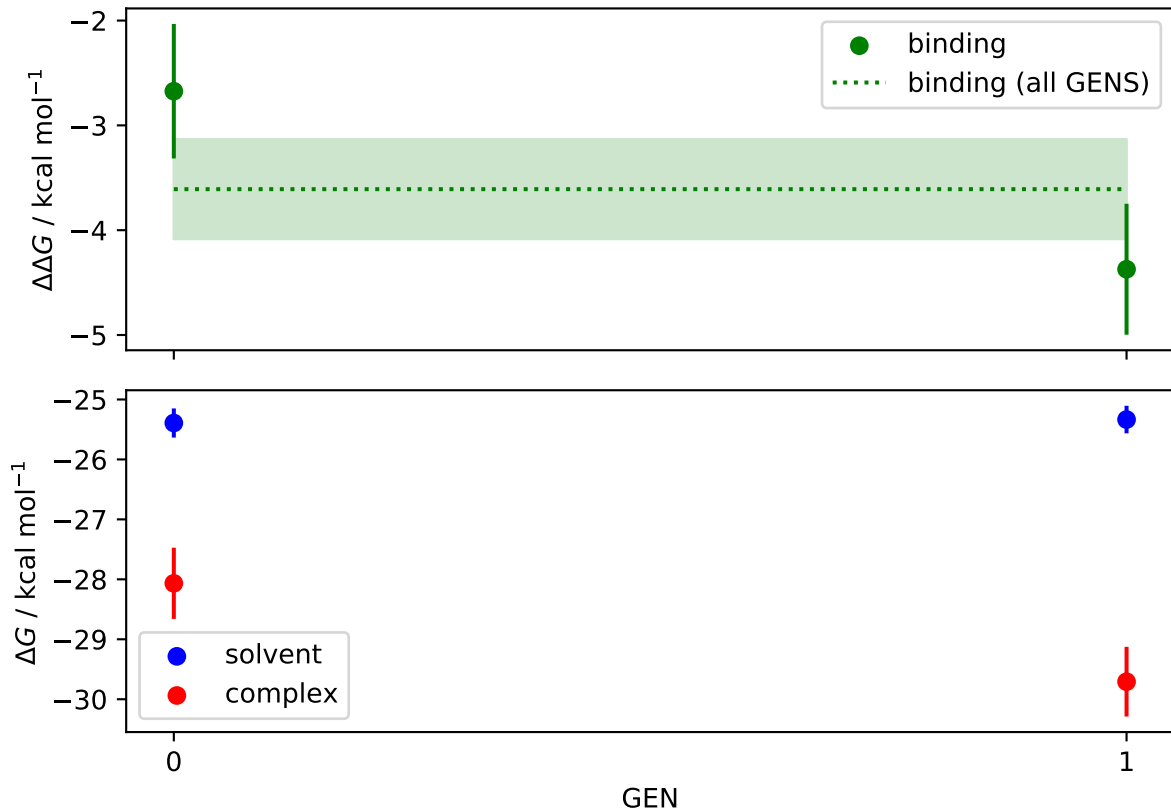 −2
−3
−4
−5
ΔΔG / kcal mol⁻¹
binding
binding (all GENS)
−25
−26
−27
−28
−29
−30
ΔG / kcal mol⁻¹
solvent
complex
0
1
GEN